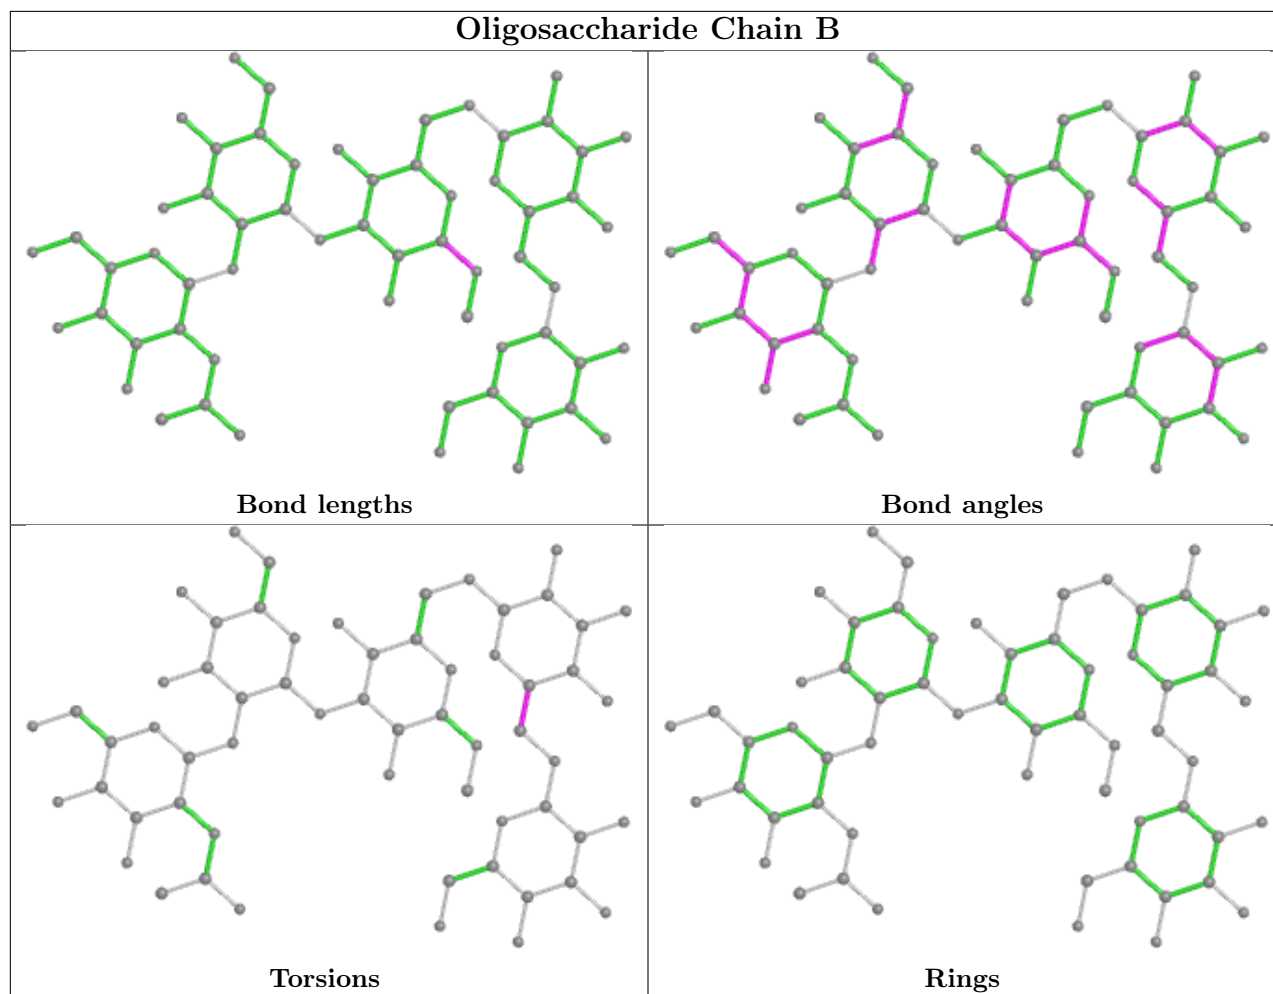 Oligosaccharide Chain B
Bond lengths
Bond angles
Torsions
Rings